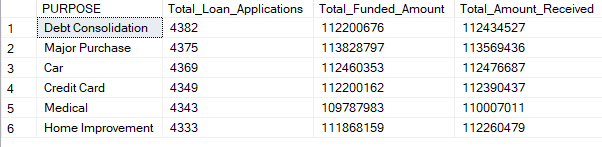 PURPOSE Total_Loan_Applications Total_Funded_Amount Total_Amount_Received
1 Debt Consolidation 4382 112200676 112434527
2 Major Purchase 4375 113828797 113569436
3 Car 4369 112460353 112476687
4 Credit Card 4349 112200162 112390437
5 Medical 4343 109787983 110007011
6 Home Improvement 4333 111868159 112260479